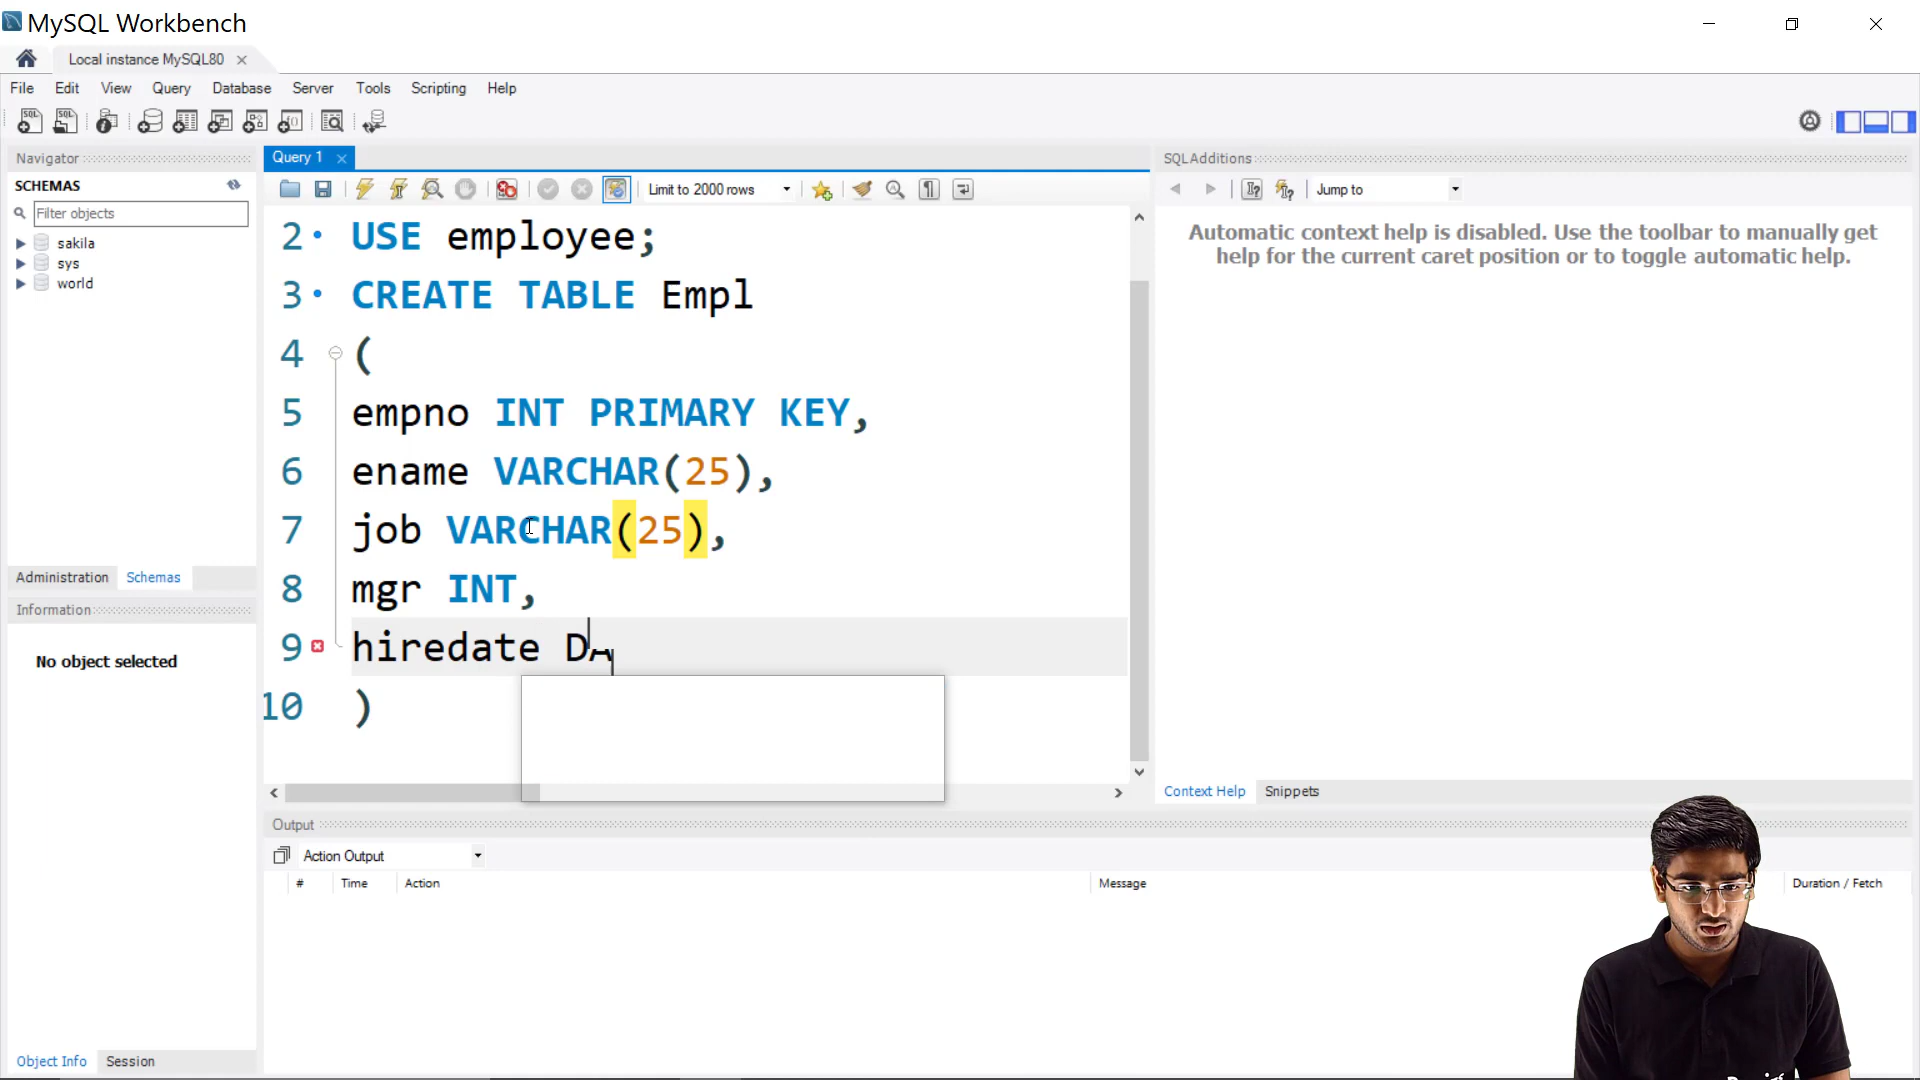 MySQL Workbench
Local instance MySQL80
File Edit View Query Database Server Tools Scripting Help
Navigator
SCHEMAS
Filter objects
sakila
sys
world
Administration Schemas
Information
No object selected
Object Info Session
Query 1
Limit to 2000 rows
2 USE employee;
3 CREATE TABLE Empl
4 (
5 empno INT PRIMARY KEY,
6 ename VARCHAR(25),
7 job VARCHAR(25),
8 mgr INT,
9 hiredate DA
10 )
SQLAdditions
Jump to
Automatic context help is disabled. Use the toolbar to manually get
help for the current caret position or to toggle automatic help.
Context Help Snippets
Output
Action Output
# Time Action Message Duration / Fetch